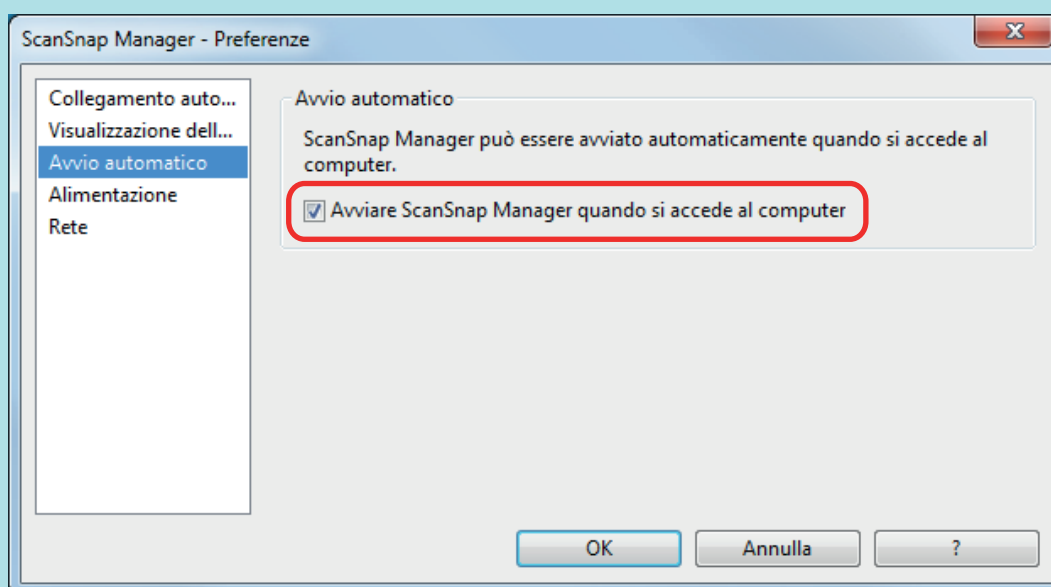 ScanSnap Manager - Preferenze
Collegamento auto...
Visualizzazione dell...
Avvio automatico
Alimentazione
Rete
Avvio automatico
ScanSnap Manager può essere avviato automaticamente quando si accede al
computer.
Avviare ScanSnap Manager quando si accede al computer
OK
Annulla
?